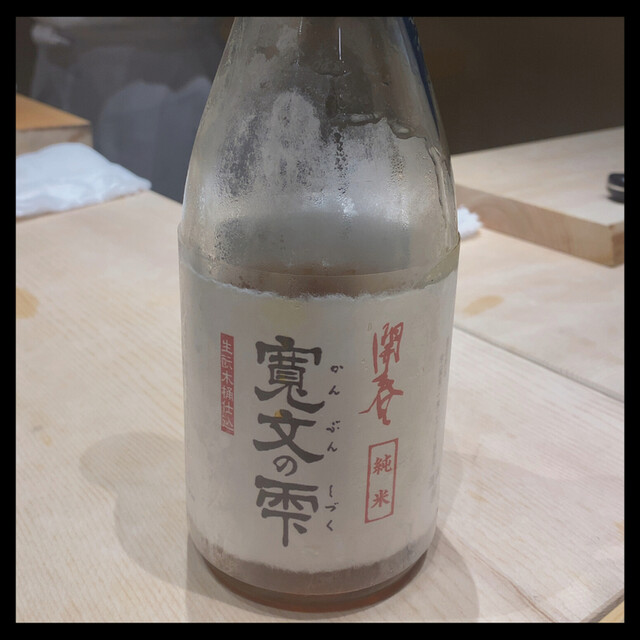 開春
純米
寛文の雫
かんぶん しづく
生酛木桶仕込